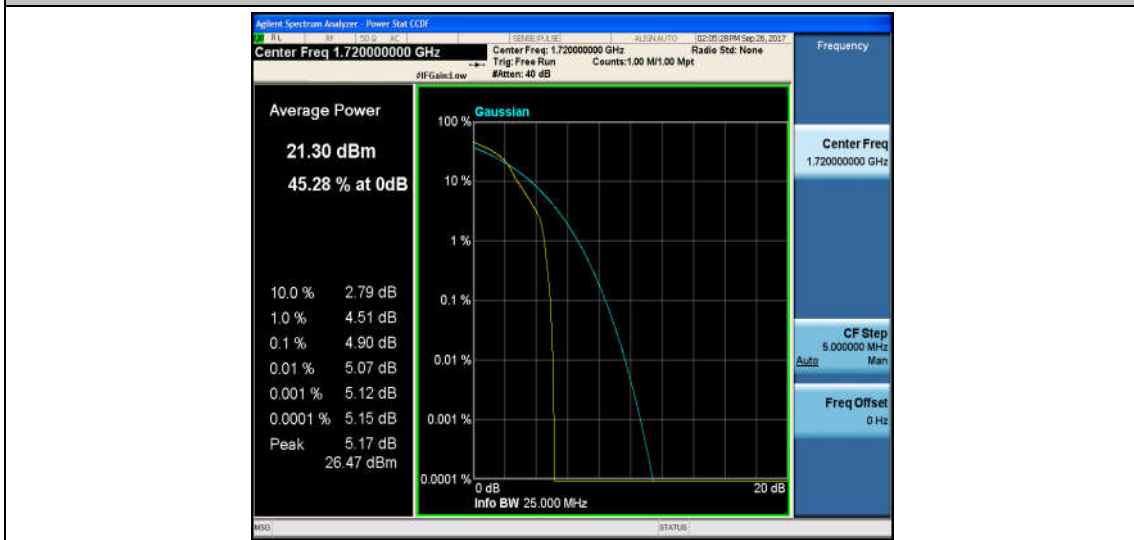 Agilent Spectrum Analyzer - Power Stat CCDF
RL RF 50 Ω AC SENSE:PULSE ALIGN AUTO 02:05:28 PM Sep 26, 2017
Center Freq 1.720000000 GHz
Center Freq: 1.720000000 GHz Radio Std: None
Trig: Free Run Counts:1.00 M/1.00 Mpt
#IFGain:Low #Atten: 40 dB
Frequency
Center Freq
1.720000000 GHz
CF Step
5.000000 MHz
Auto Man
Freq Offset
0 Hz
Average Power
21.30 dBm
45.28 % at 0dB
10.0 % 2.79 dB
1.0 % 4.51 dB
0.1 % 4.90 dB
0.01 % 5.07 dB
0.001 % 5.12 dB
0.0001 % 5.15 dB
Peak 5.17 dB
26.47 dBm
Gaussian
100 %
10 %
1 %
0.1 %
0.01 %
0.001 %
0.0001 %
0 dB 20 dB
Info BW 25.000 MHz
MSG STATUS